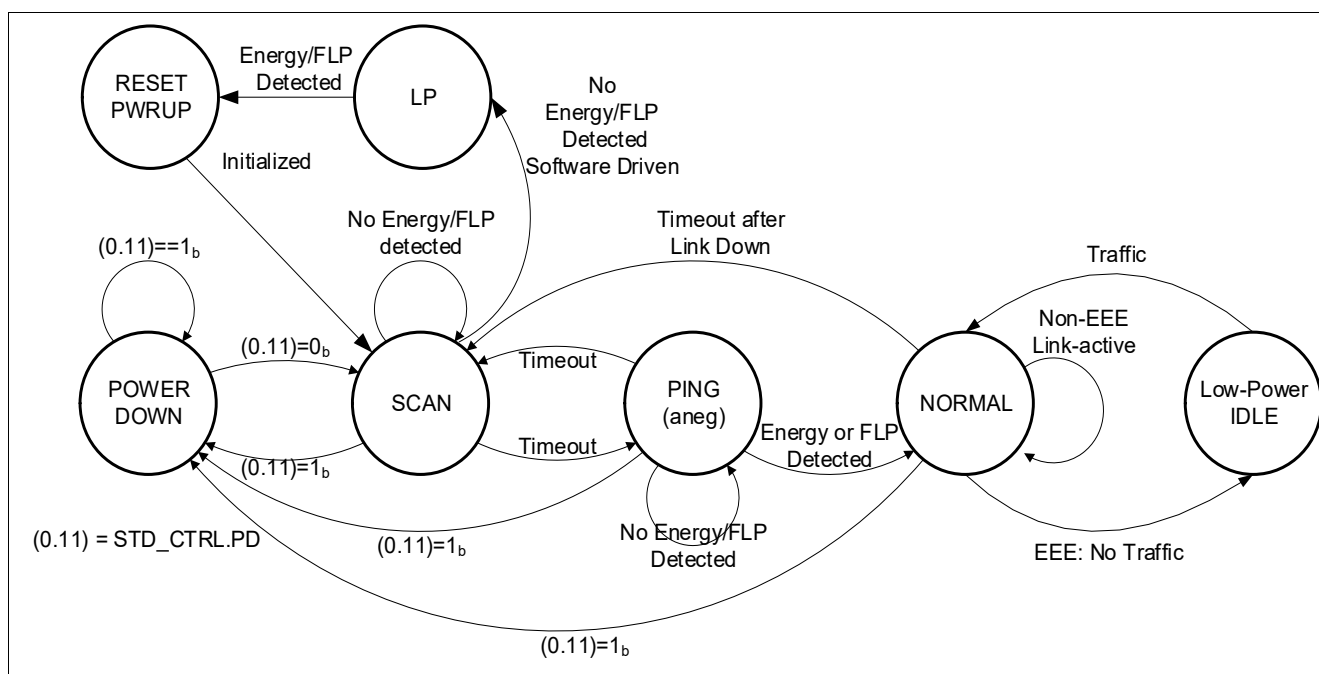 Energy/FLP
Detected
RESET
PWRUP
LP
No
Energy/FLP
Detected
Software Driven
Initialized
No Energy/FLP
detected
Timeout after
Link Down
(0.11)==1b
Traffic
Non-EEE
Link-active
(0.11)=0b
Timeout
POWER
DOWN
SCAN
PING
(aneg)
NORMAL
Low-Power
IDLE
Energy or FLP
Detected
Timeout
(0.11)=1b
No Energy/FLP
Detected
(0.11) = STD_CTRL.PD
(0.11)=1b
EEE: No Traffic
(0.11)=1b